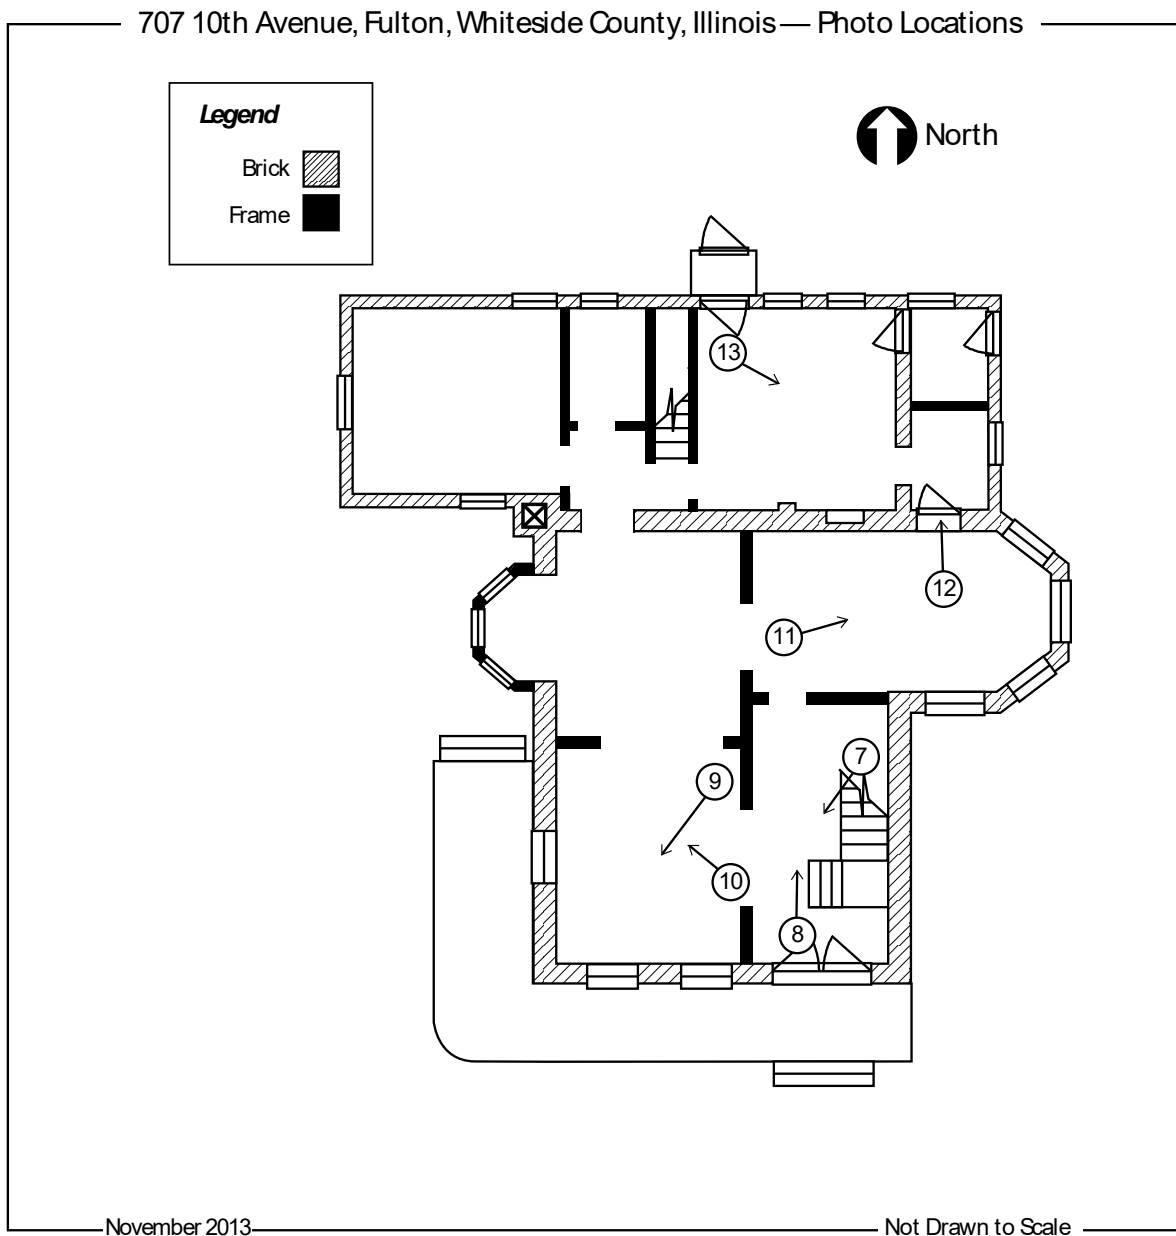 707 10th Avenue, Fulton, Whiteside County, Illinois — Photo Locations
Legend
Brick
Frame
North
13
12
11
7
9
10
8
November 2013
Not Drawn to Scale